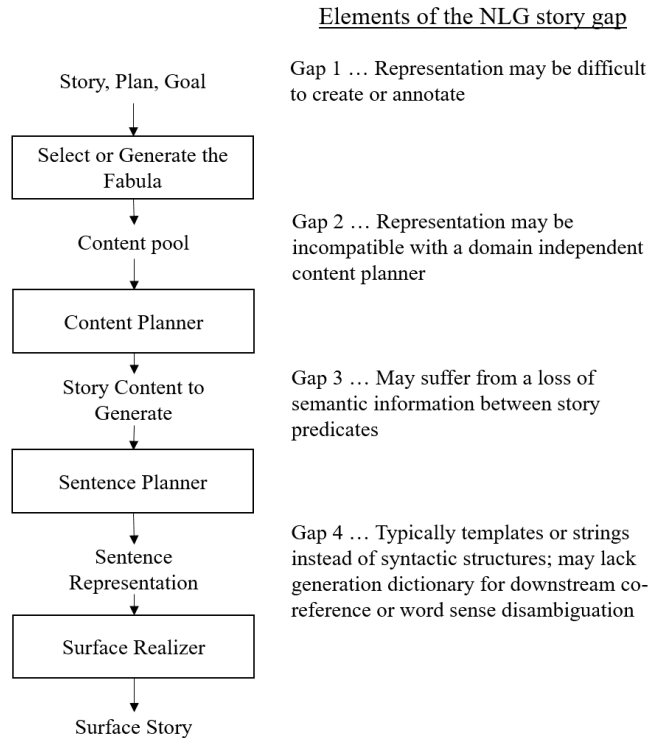 Elements of the NLG story gap
Story, Plan, Goal
Gap 1 … Representation may be difficult
to create or annotate
Select or Generate the
Fabula
Content pool
Gap 2 … Representation may be
incompatible with a domain independent
content planner
Content Planner
Story Content to
Generate
Gap 3 … May suffer from a loss of
semantic information between story
predicates
Sentence Planner
Sentence
Representation
Gap 4 … Typically templates or strings
instead of syntactic structures; may lack
generation dictionary for downstream co-
reference or word sense disambiguation
Surface Realizer
Surface Story